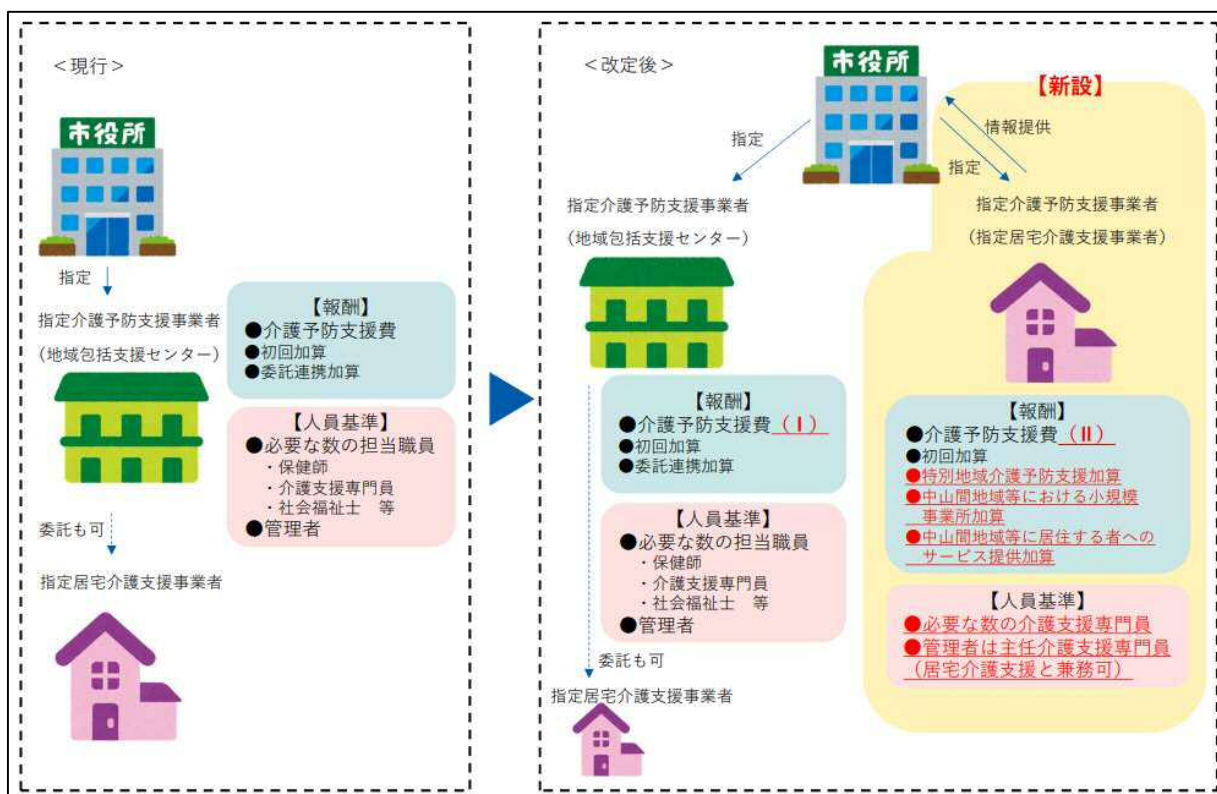 ＜現行＞
市役所
指定
指定介護予防支援事業者
(地域包括支援センター)
【報酬】
●介護予防支援費
●初回加算
●委託連携加算
【人員基準】
●必要な数の担当職員
・保健師
・介護支援専門員
・社会福祉士　等
●管理者
委託も可
指定居宅介護支援事業者
＜改定後＞
市役所
【新設】
情報提供
指定
指定
指定介護予防支援事業者
(地域包括支援センター)
【報酬】
●介護予防支援費（Ⅰ）
●初回加算
●委託連携加算
【人員基準】
●必要な数の担当職員
・保健師
・介護支援専門員
・社会福祉士　等
●管理者
委託も可
指定居宅介護支援事業者
指定介護予防支援事業者
(指定居宅介護支援事業者)
【報酬】
●介護予防支援費（Ⅱ）
●初回加算
●特別地域介護予防支援加算
●中山間地域等における小規模
事業所加算
●中山間地域等に居住する者への
サービス提供加算
【人員基準】
●必要な数の介護支援専門員
●管理者は主任介護支援専門員
（居宅介護支援と兼務可）